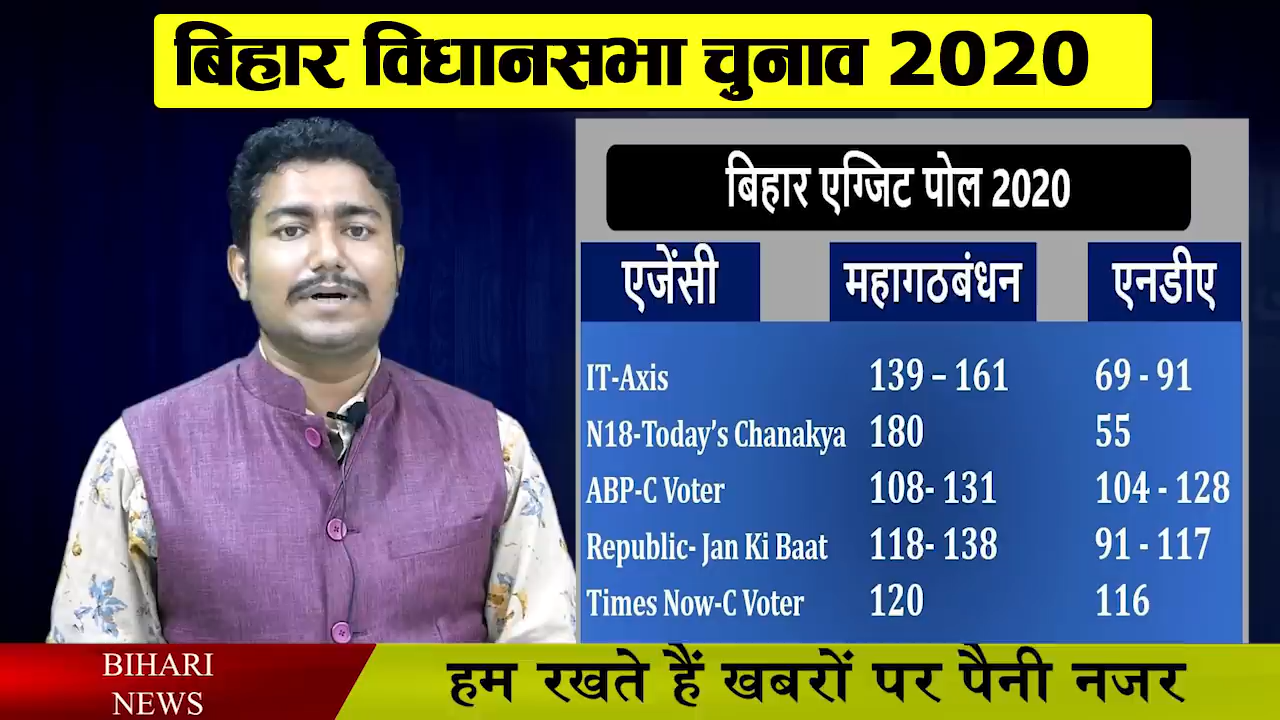 बिहार विधानसभा चुनाव 2020
बिहार एग्जिट पोल 2020
एजेंसी महागठबंधन एनडीए
IT-Axis 139 – 161 69 - 91
N18-Today's Chanakya 180 55
ABP-C Voter 108- 131 104 - 128
Republic- Jan Ki Baat 118- 138 91 - 117
Times Now-C Voter 120 116
BIHARI
NEWS
हम रखते हैं खबरों पर पैनी नजर